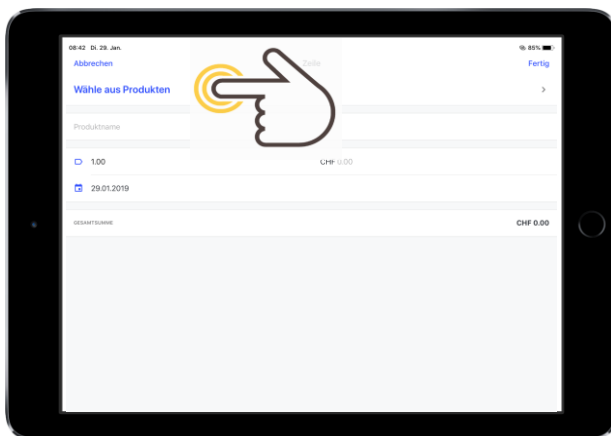 08:42 Di. 29. Jan.
85%
Abbrechen
Zeile
Fertig
Wähle aus Produkten
Produktname
1.00
CHF 0.00
29.01.2019
GESAMTSUMME
CHF 0.00